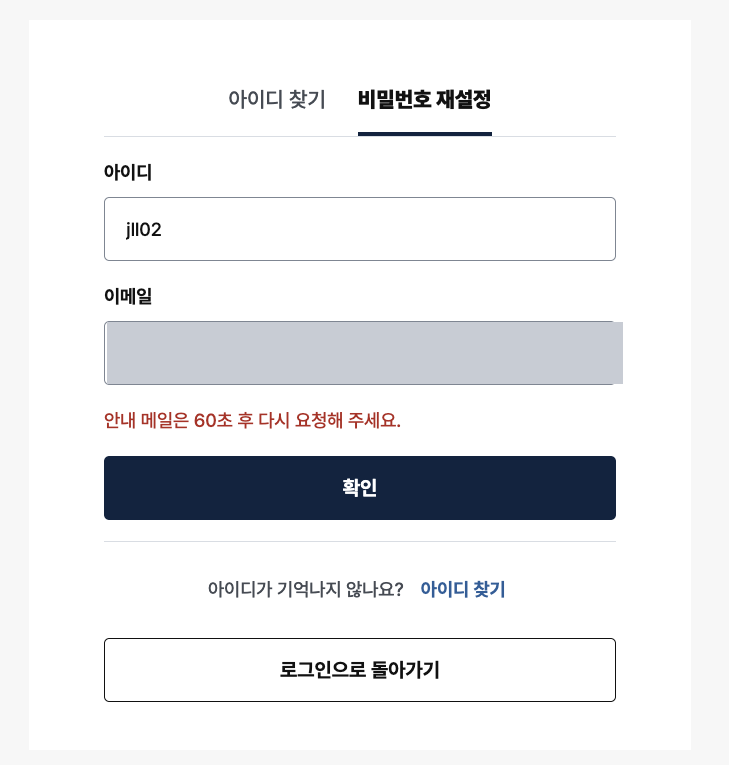 아이디 찾기 비밀번호 재설정
아이디
jll02
이메일
안내 메일은 60초 후 다시 요청해 주세요.
확인
아이디가 기억나지 않나요? 아이디 찾기
로그인으로 돌아가기